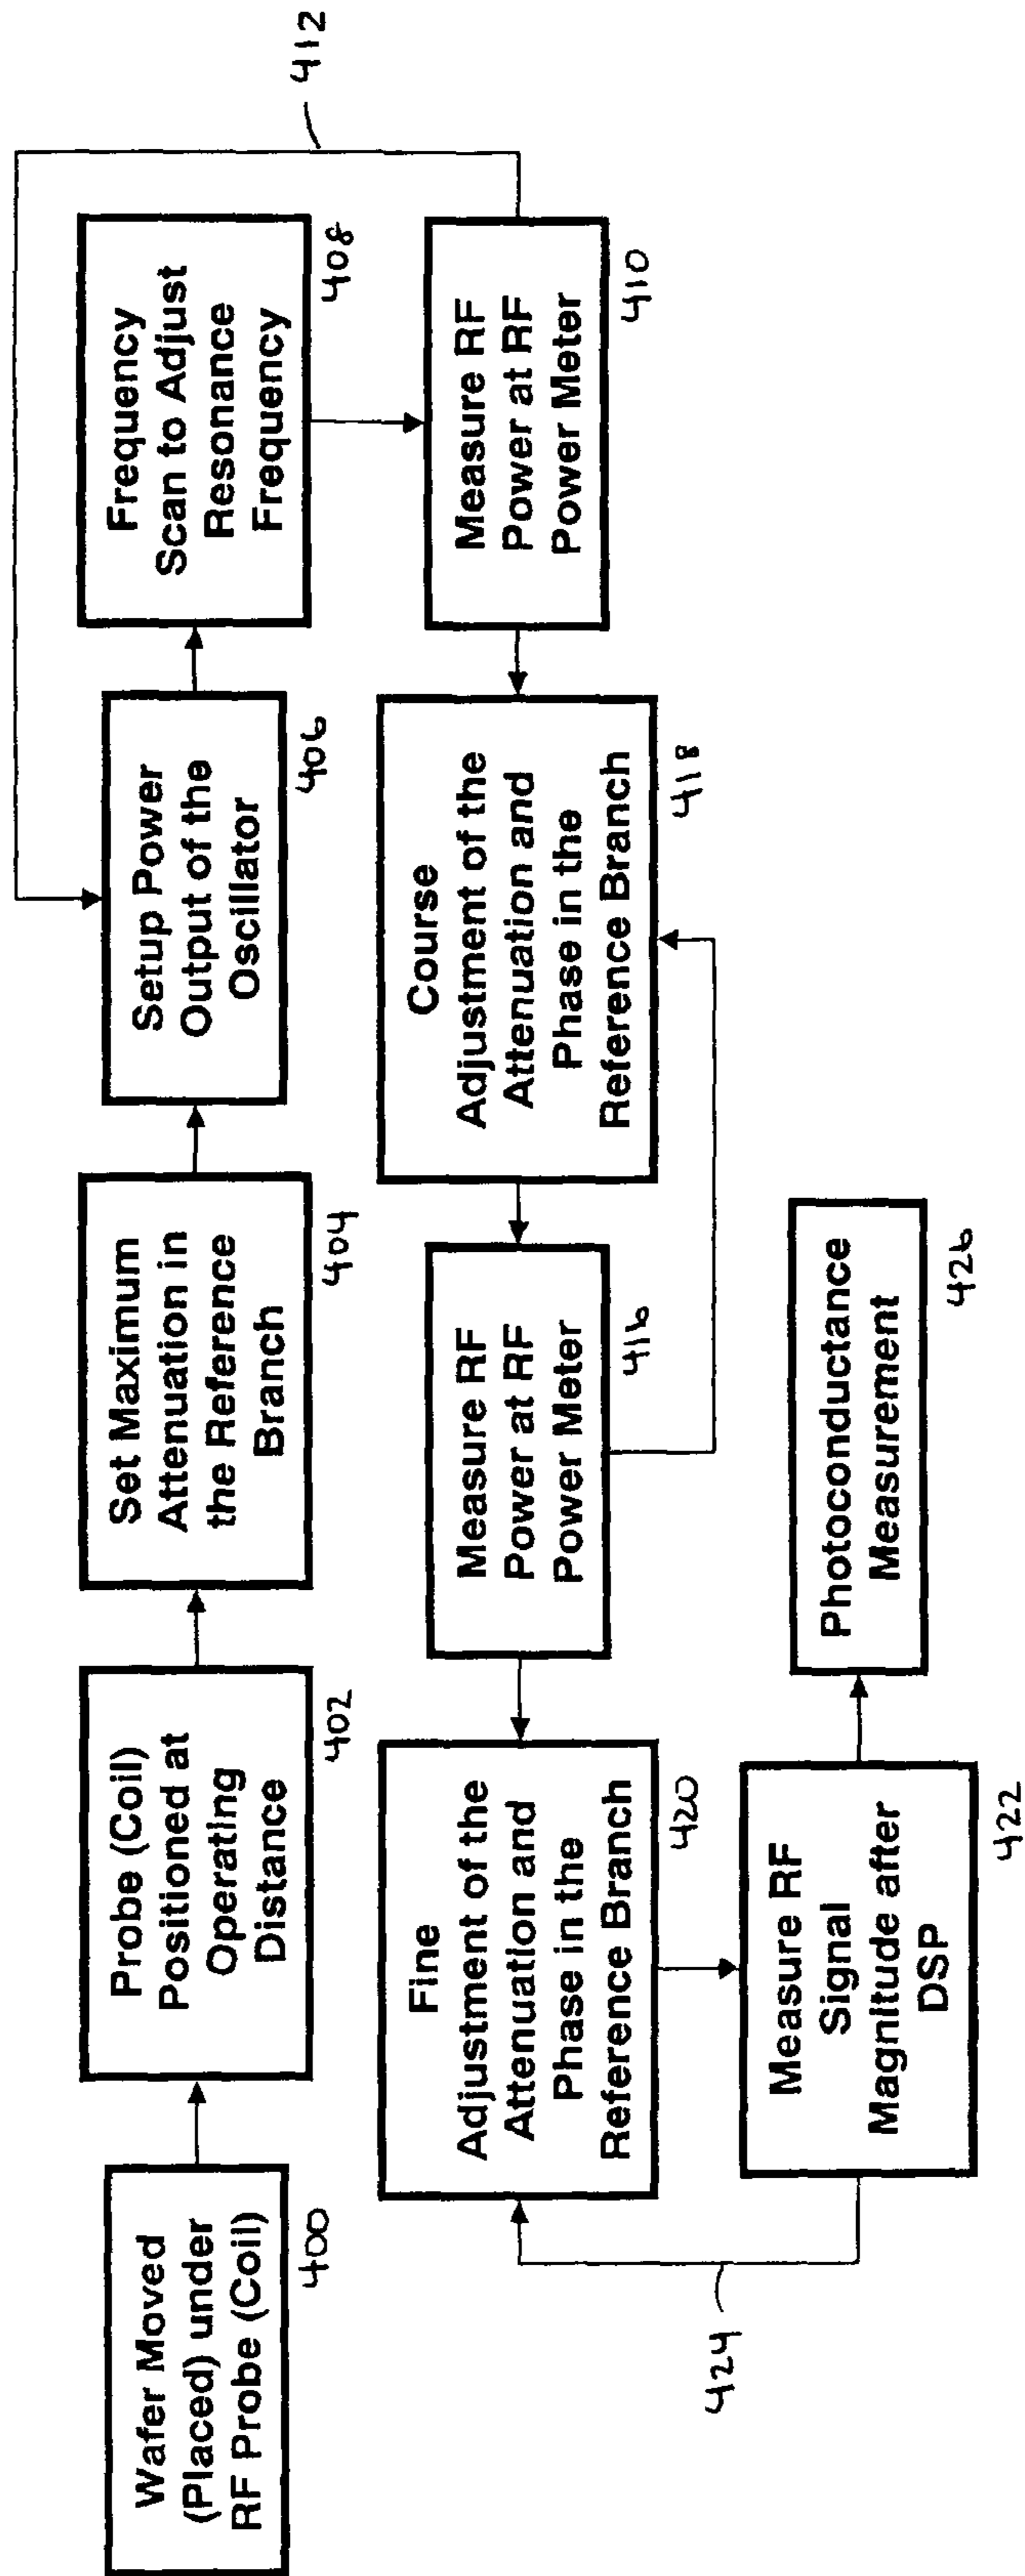 Wafer Moved
(Placed) under
RF Probe (Coil)
400
Probe (Coil)
Positioned at
Operating
Distance
402
Set Maximum
Attenuation in
the Reference
Branch
404
Setup Power
Output of the
Oscillator
406
Frequency
Scan to Adjust
Resonance
Frequency
408
412
Measure RF
Power at RF
Power Meter
410
Course
Adjustment of the
Attenuation and
Phase in the
Reference Branch
418
Measure RF
Power at RF
Power Meter
416
Fine
Adjustment of the
Attenuation and
Phase in the
Reference Branch
420
Measure RF
Signal
Magnitude after
DSP
422
424
Photoconductance
Measurement
426